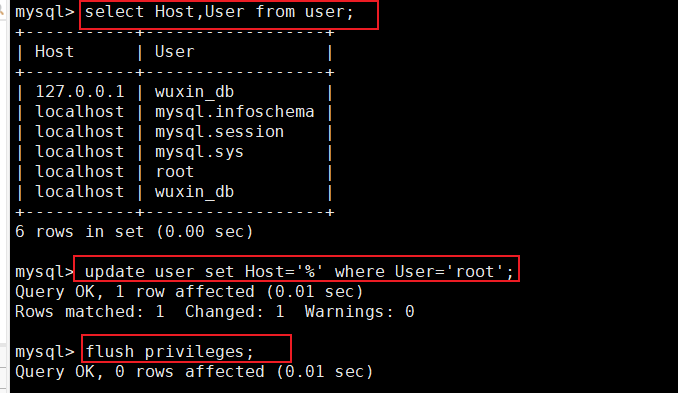 mysql> select Host,User from user;
+-----------+------------------+
| Host      | User             |
+-----------+------------------+
| 127.0.0.1 | wuxin_db         |
| localhost | mysql.infoschema |
| localhost | mysql.session    |
| localhost | mysql.sys        |
| localhost | root             |
| localhost | wuxin_db         |
+-----------+------------------+
6 rows in set (0.00 sec)
mysql> update user set Host='%' where User='root';
Query OK, 1 row affected (0.01 sec)
Rows matched: 1  Changed: 1  Warnings: 0
mysql> flush privileges;
Query OK, 0 rows affected (0.01 sec)